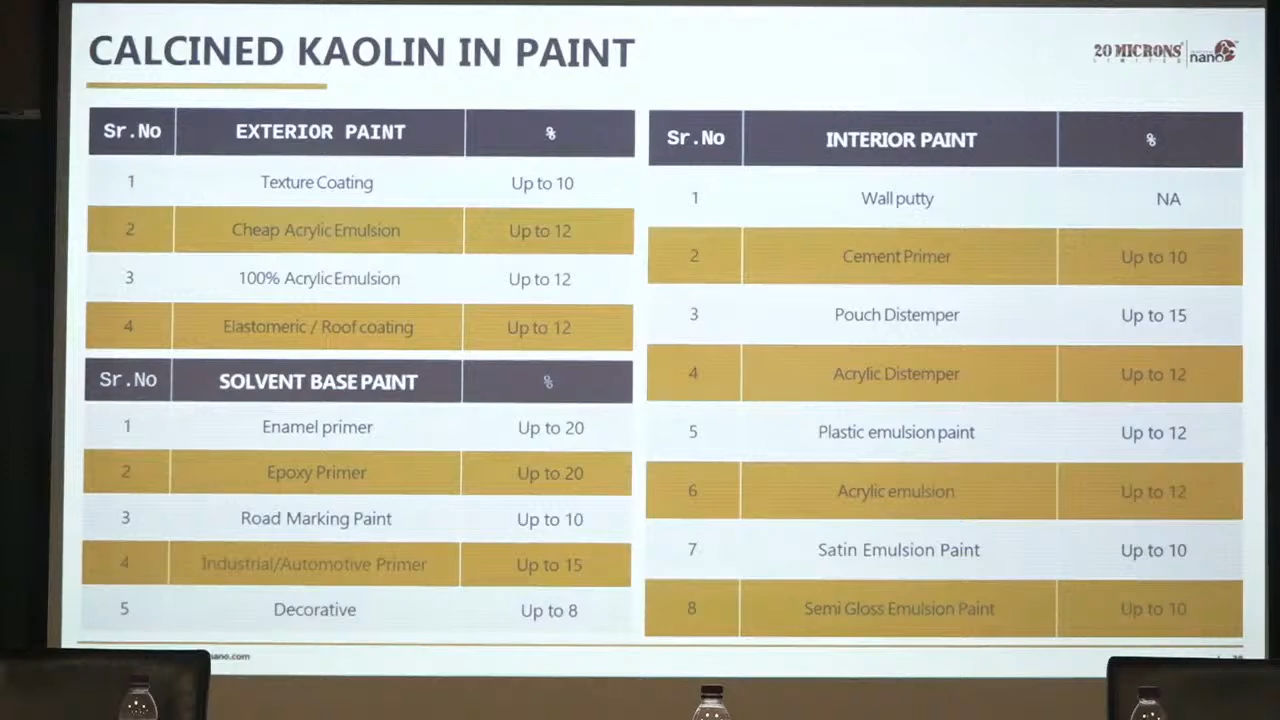 CALCINED KAOLIN IN PAINT
20 MICRONS
LIMITED
nano
Sr.No EXTERIOR PAINT %
1 Texture Coating Up to 10
2 Cheap Acrylic Emulsion Up to 12
3 100% Acrylic Emulsion Up to 12
4 Elastomeric / Roof coating Up to 12
Sr.No SOLVENT BASE PAINT %
1 Enamel primer Up to 20
2 Epoxy Primer Up to 20
3 Road Marking Paint Up to 10
4 Industrial/Automotive Primer Up to 15
5 Decorative Up to 8
Sr.No INTERIOR PAINT %
1 Wall putty NA
2 Cement Primer Up to 10
3 Pouch Distemper Up to 15
4 Acrylic Distemper Up to 12
5 Plastic emulsion paint Up to 12
6 Acrylic emulsion Up to 12
7 Satin Emulsion Paint Up to 10
8 Semi Gloss Emulsion Paint Up to 10
nano.com